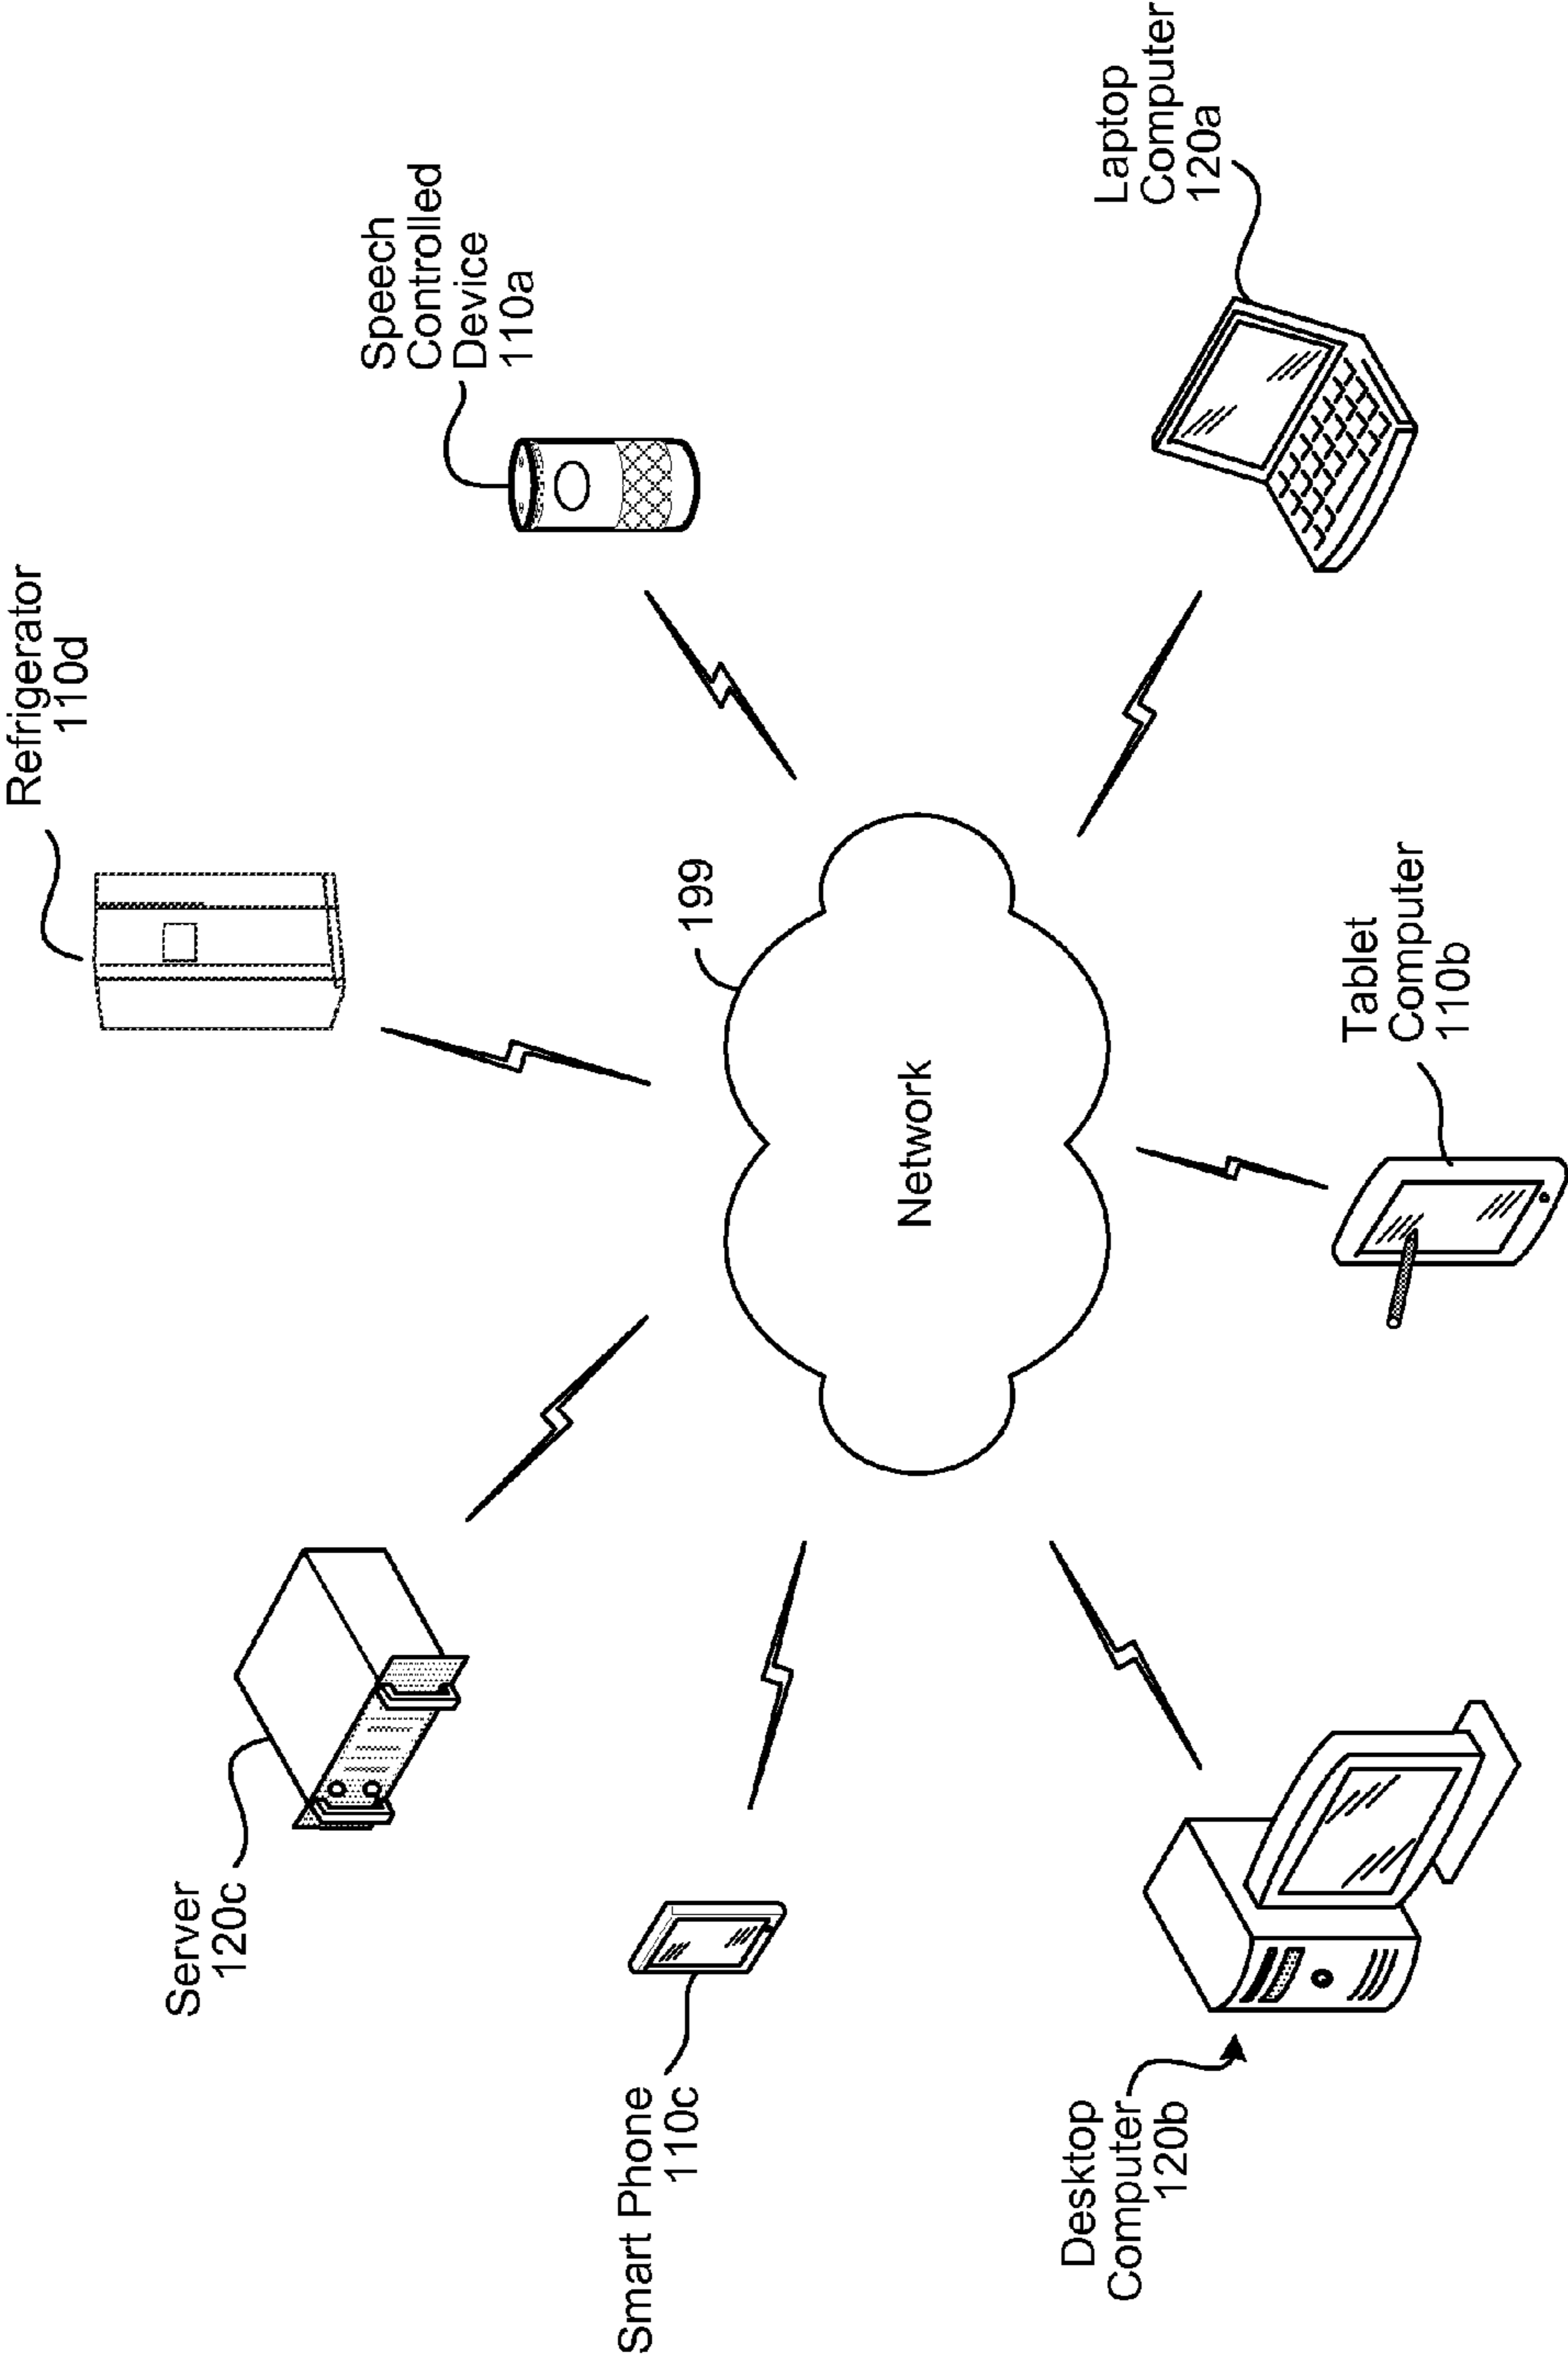 Refrigerator
110d
Server
120c
Speech
Controlled
Device
110a
Smart Phone
110c
199
Network
Desktop
Computer
120b
Tablet
Computer
110b
Laptop
Computer
120a